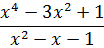 x⁴ − 3x² + 1
x² − x − 1